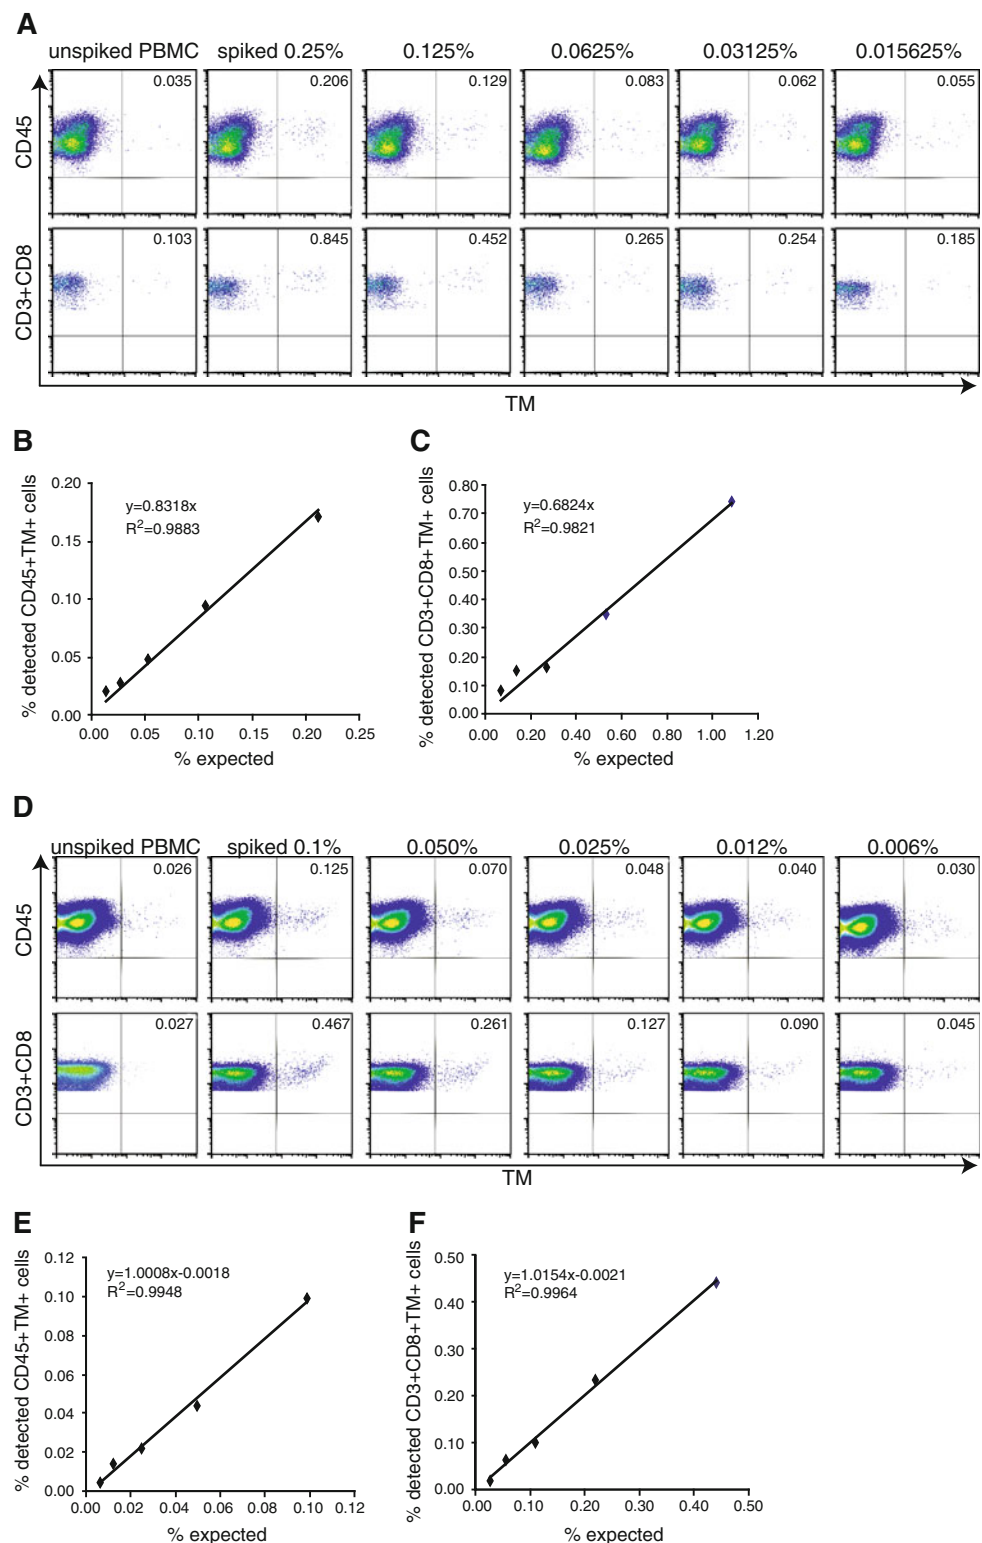 A
unspiked PBMC spiked 0.25% 0.125% 0.0625% 0.03125% 0.015625%
CD45
0.035 0.206 0.129 0.083 0.062 0.055
CD3+CD8
0.103 0.845 0.452 0.265 0.254 0.185
TM
B
% detected CD45+TM+ cells
0.20
0.15
0.10
0.05
0.00
y=0.8318x
R²=0.9883
0.00 0.05 0.10 0.15 0.20 0.25
% expected
C
% detected CD3+CD8+TM+ cells
0.80
0.70
0.60
0.50
0.40
0.30
0.20
0.10
0.00
y=0.6824x
R²=0.9821
0.00 0.20 0.40 0.60 0.80 1.00 1.20
% expected
D
unspiked PBMC spiked 0.1% 0.050% 0.025% 0.012% 0.006%
CD45
0.026 0.125 0.070 0.048 0.040 0.030
CD3+CD8
0.027 0.467 0.261 0.127 0.090 0.045
TM
E
% detected CD45+TM+ cells
0.12
0.10
0.08
0.06
0.04
0.02
0.00
y=1.0008x-0.0018
R²=0.9948
0.00 0.02 0.04 0.06 0.08 0.10 0.12
% expected
F
% detected CD3+CD8+TM+ cells
0.50
0.40
0.30
0.20
0.10
0.00
y=1.0154x-0.0021
R²=0.9964
0.00 0.10 0.20 0.30 0.40 0.50
% expected